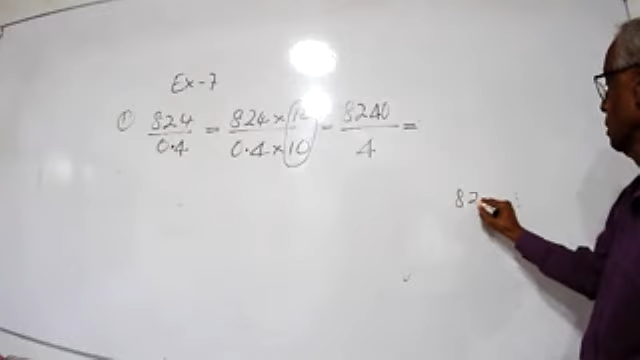 Ex-7
① 824/0.4 = 824×10/0.4×10 = 8240/4 =
82